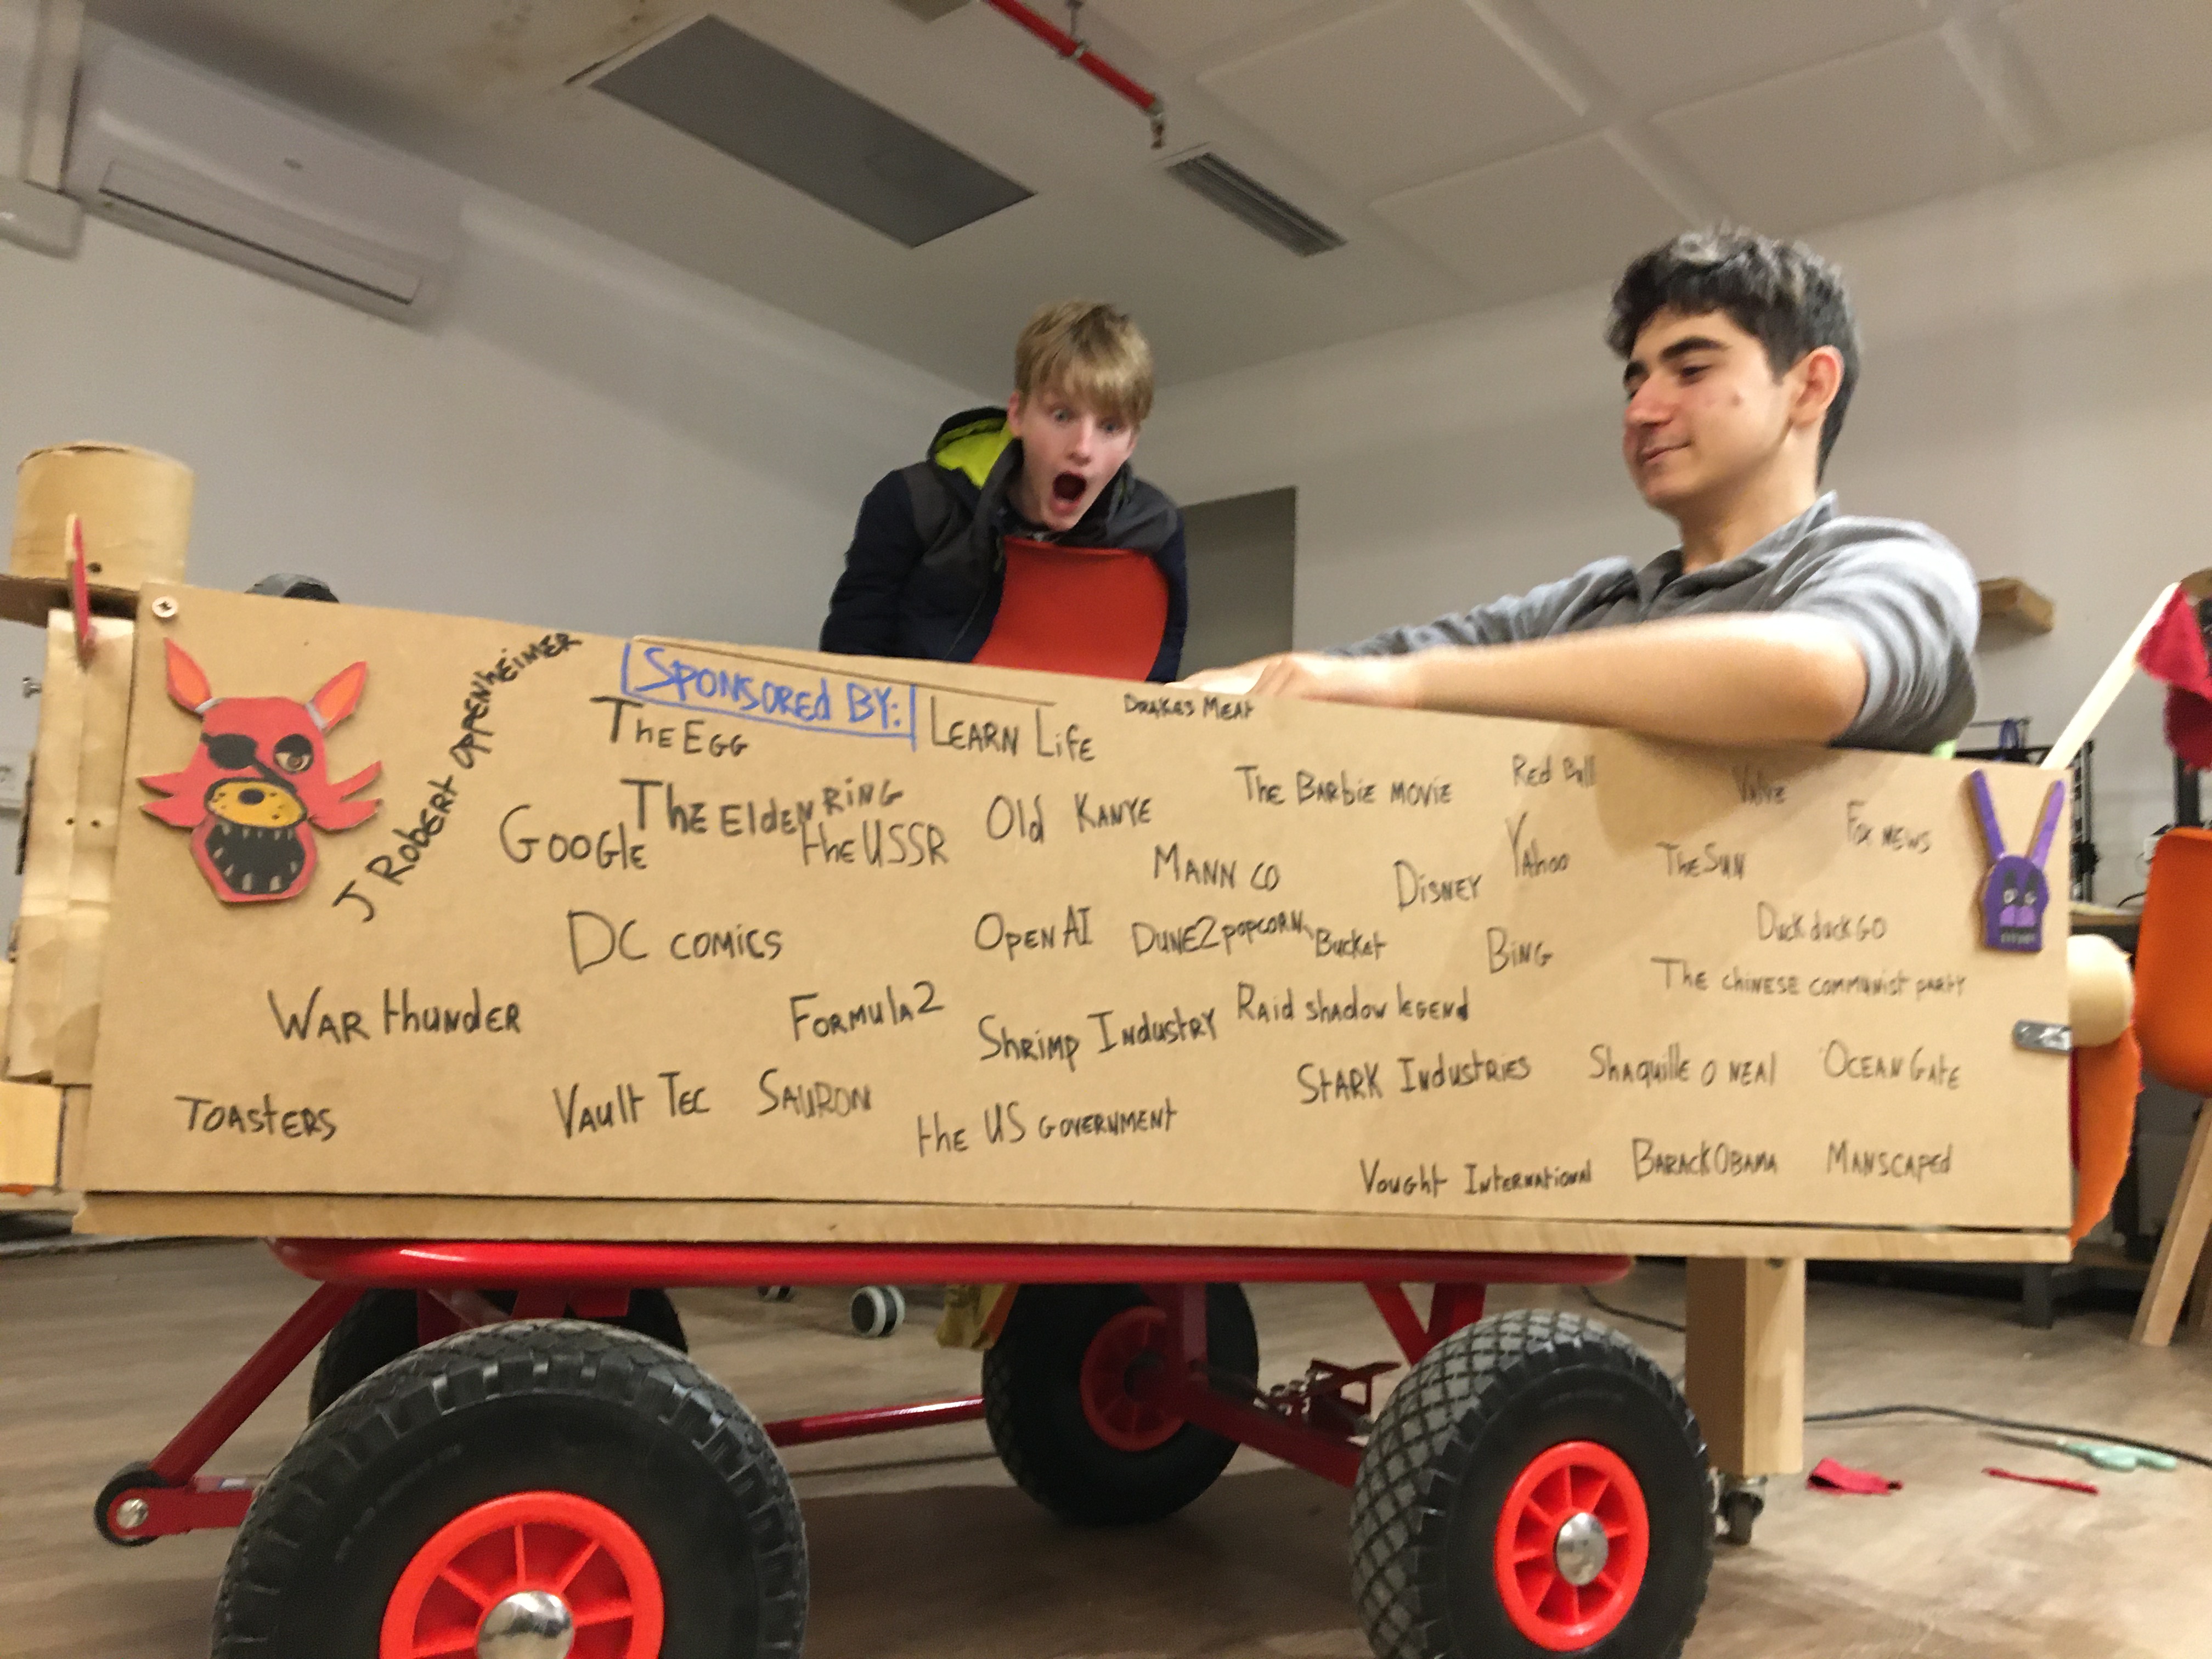 J Robert Oppenheimer
Sponsored By:
The Egg
Learn Life
Drakes Meat
The Elden Ring
Google
the USSR
Old Kanye
The Barbie movie
Red Bull
Valve
Fox news
Mann co
Disney
Yahoo
The Sun
DC comics
Open AI
Dune2 popcorn Bucket
Bing
Duck duck GO
The chinese communist party
War thunder
Formula2
Shrimp Industry
Raid shadow legend
Toasters
Vault Tec
Sauron
the US government
Stark Industries
Shaquille o neal
Ocean Gate
Vought International
Barack Obama
Manscaped